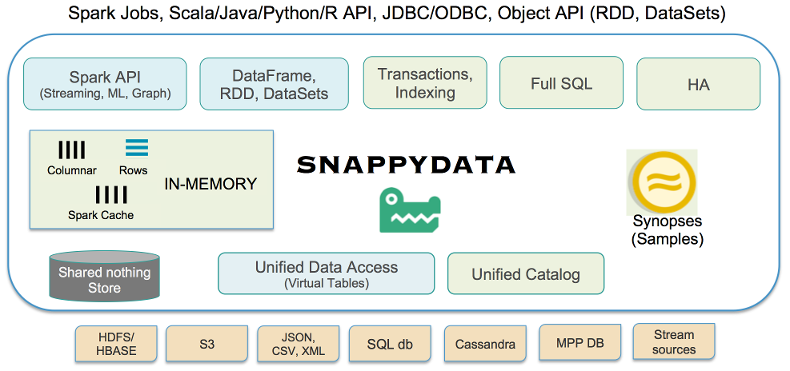 Spark Jobs, Scala/Java/Python/R API, JDBC/ODBC, Object API (RDD, DataSets)
Spark API
(Streaming, ML, Graph)
DataFrame,
RDD, DataSets
Transactions,
Indexing
Full SQL
HA
Columnar
Rows
Spark Cache
IN-MEMORY
SNAPPYDATA
Synopses
(Samples)
Shared nothing
Store
Unified Data Access
(Virtual Tables)
Unified Catalog
HDFS/
HBASE
S3
JSON,
CSV, XML
SQL db
Cassandra
MPP DB
Stream
sources